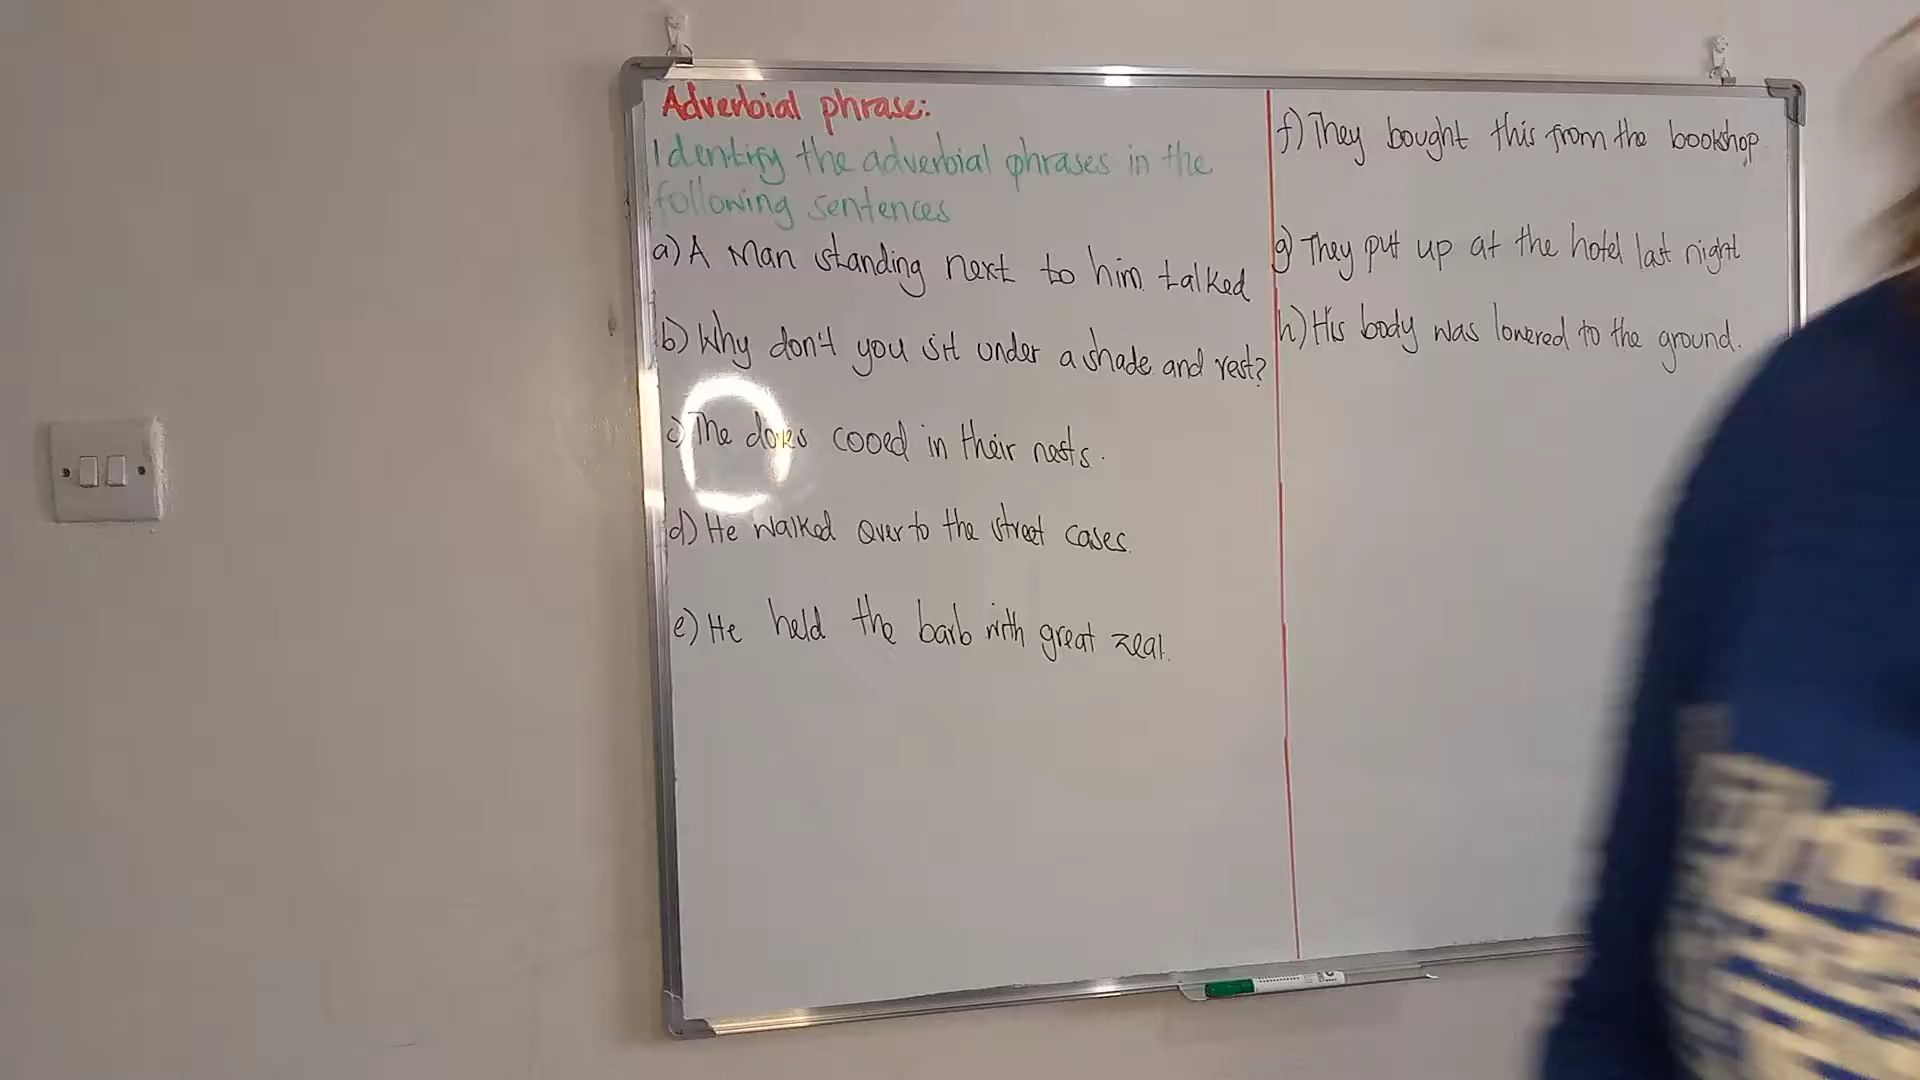 Adverbial phrase:
Identify the adverbial phrases in the
following sentences
a) A Man standing next to him talked
b) Why don't you sit under a shade and rest?
c) The doves cooed in their nests.
d) He walked over to the street cases.
e) He held the barb with great zeal.
f) They bought this from the bookshop.
g) They put up at the hotel last night
h) His body was lowered to the ground.